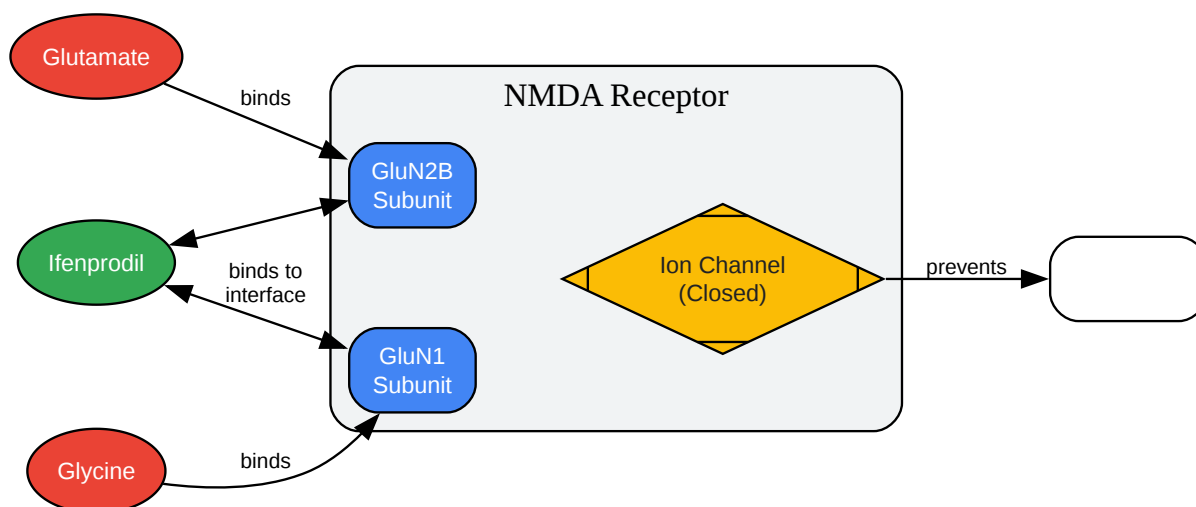 Glutamate
binds
NMDA Receptor
GluN2B
Subunit
Ifenprodil
binds to
interface
Ion Channel
(Closed)
prevents
GluN1
Subunit
binds
Glycine